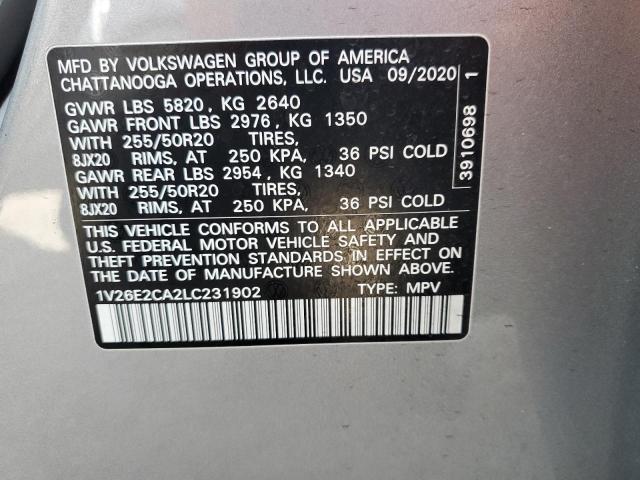 MFD BY VOLKSWAGEN GROUP OF AMERICA
CHATTANOOGA OPERATIONS, LLC. USA 09/2020
GVWR LBS 5820, KG 2640
GAWR FRONT LBS 2976, KG 1350
WITH 255/50R20 TIRES,
8JX20 RIMS, AT 250 KPA, 36 PSI COLD
GAWR REAR LBS 2954, KG 1340
WITH 255/50R20 TIRES,
8JX20 RIMS, AT 250 KPA, 36 PSI COLD
THIS VEHICLE CONFORMS TO ALL APPLICABLE
U.S. FEDERAL MOTOR VEHICLE SAFETY AND
THEFT PREVENTION STANDARDS IN EFFECT ON
THE DATE OF MANUFACTURE SHOWN ABOVE.
1V26E2CA2LC231902 TYPE: MPV
3910698 1